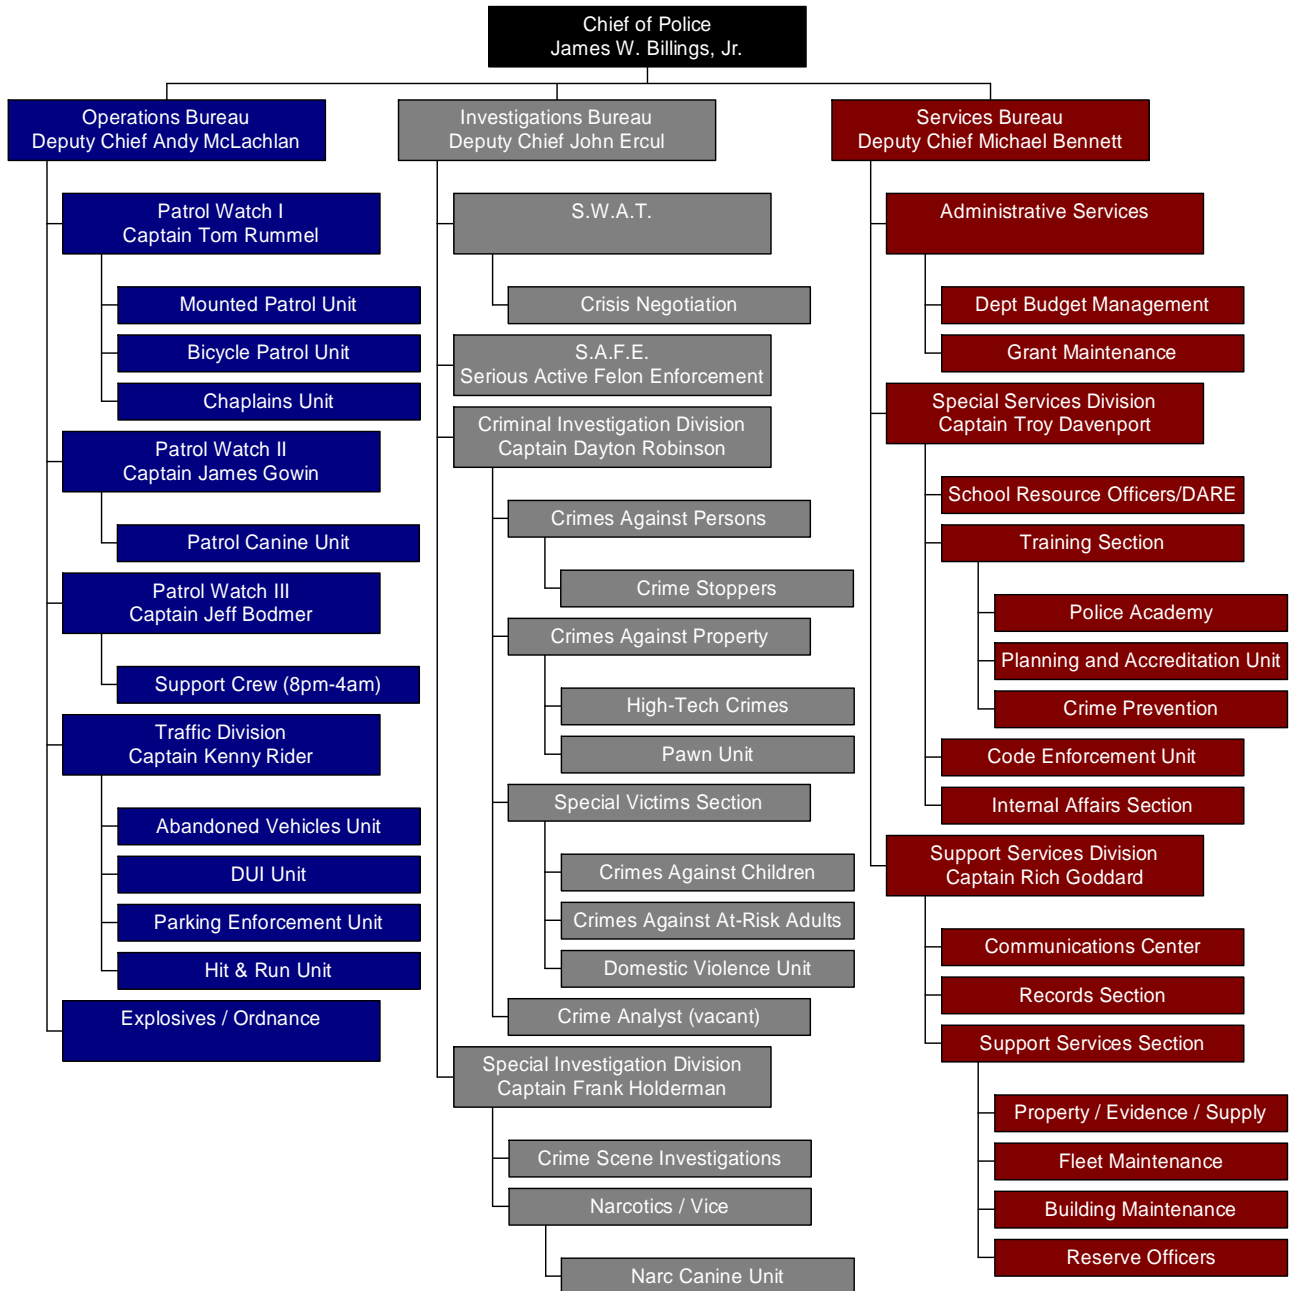 Chief of Police
James W. Billings, Jr.
Operations Bureau
Deputy Chief Andy McLachlan
Patrol Watch I
Captain Tom Rummel
Mounted Patrol Unit
Bicycle Patrol Unit
Chaplains Unit
Patrol Watch II
Captain James Gowin
Patrol Canine Unit
Patrol Watch III
Captain Jeff Bodmer
Support Crew (8pm-4am)
Traffic Division
Captain Kenny Rider
Abandoned Vehicles Unit
DUI Unit
Parking Enforcement Unit
Hit & Run Unit
Explosives / Ordnance
Investigations Bureau
Deputy Chief John Ercul
S.W.A.T.
Crisis Negotiation
S.A.F.E.
Serious Active Felon Enforcement
Criminal Investigation Division
Captain Dayton Robinson
Crimes Against Persons
Crime Stoppers
Crimes Against Property
High-Tech Crimes
Pawn Unit
Special Victims Section
Crimes Against Children
Crimes Against At-Risk Adults
Domestic Violence Unit
Crime Analyst (vacant)
Special Investigation Division
Captain Frank Holderman
Crime Scene Investigations
Narcotics / Vice
Narc Canine Unit
Services Bureau
Deputy Chief Michael Bennett
Administrative Services
Dept Budget Management
Grant Maintenance
Special Services Division
Captain Troy Davenport
School Resource Officers/DARE
Training Section
Police Academy
Planning and Accreditation Unit
Crime Prevention
Code Enforcement Unit
Internal Affairs Section
Support Services Division
Captain Rich Goddard
Communications Center
Records Section
Support Services Section
Property / Evidence / Supply
Fleet Maintenance
Building Maintenance
Reserve Officers